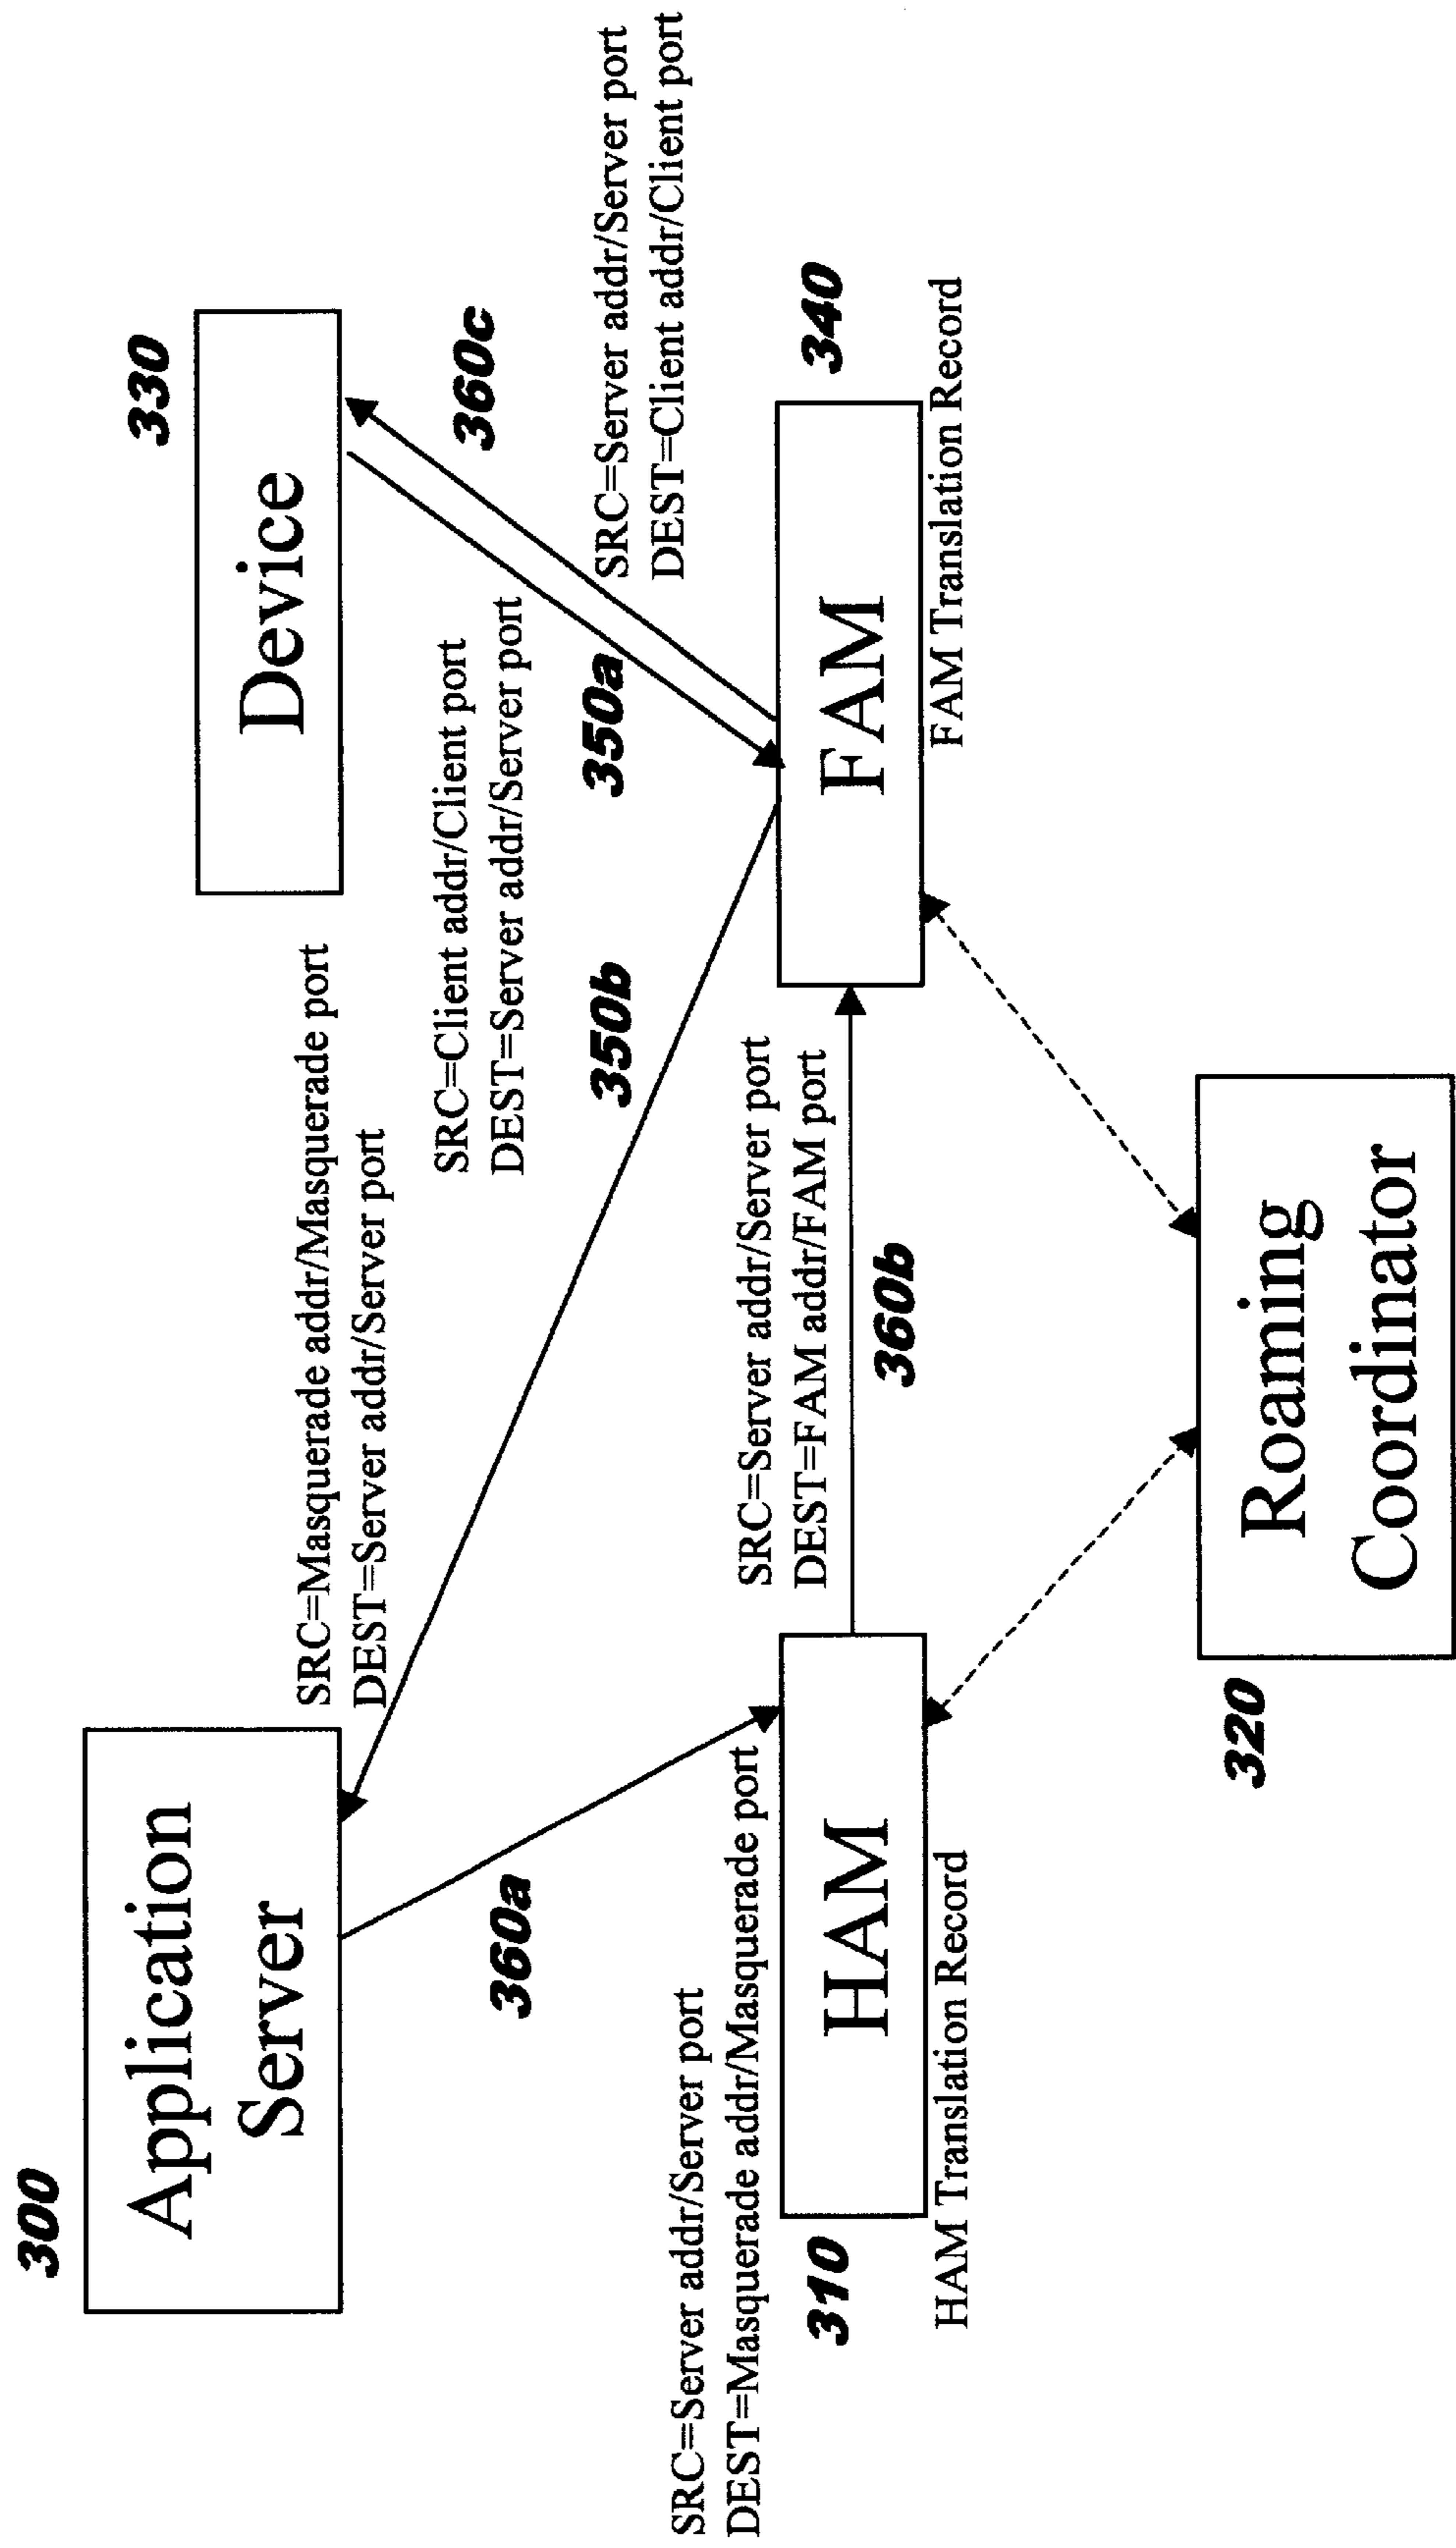 300
Application
Server
330
Device
SRC=Masquerade addr/Masquerade port
DEST=Server addr/Server port
SRC=Client addr/Client port
DEST=Server addr/Server port
360c
360a
350b
350a
SRC=Server addr/Server port
DEST=Client addr/Client port
SRC=Server addr/Server port
DEST=Masquerade addr/Masquerade port
SRC=Server addr/Server port
DEST=FAM addr/FAM port
310
HAM
HAM Translation Record
360b
340
FAM
FAM Translation Record
320
Roaming
Coordinator